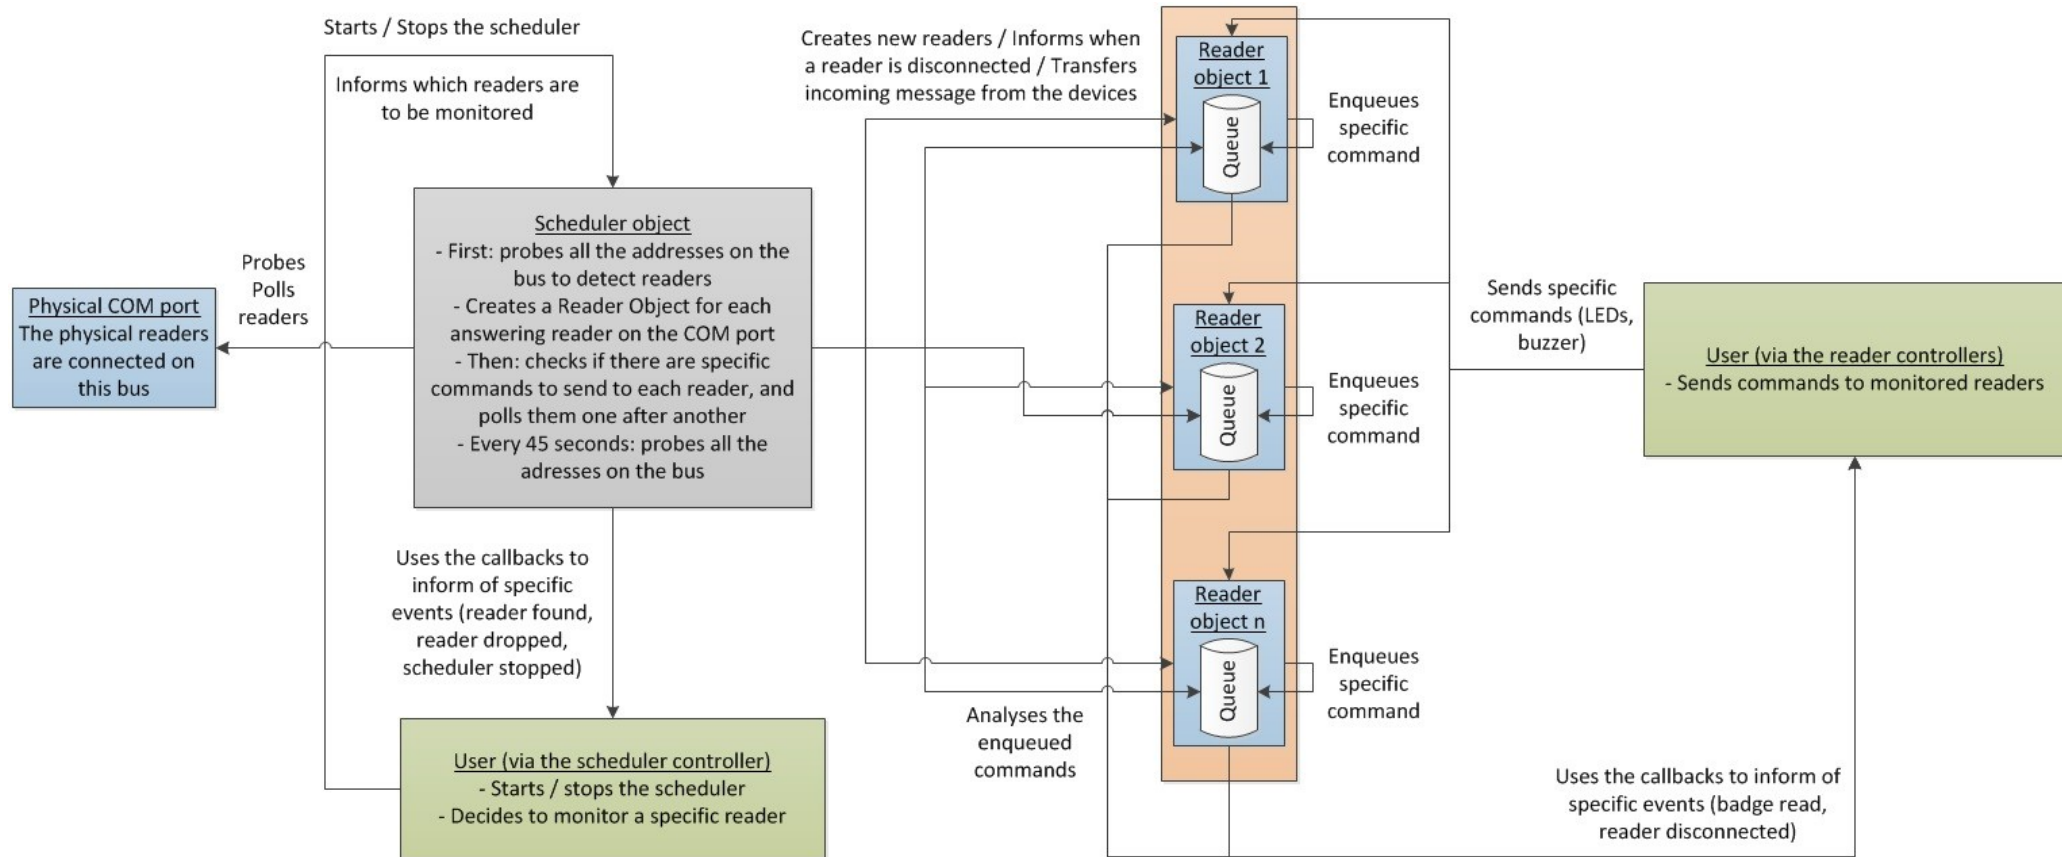 Starts / Stops the scheduler
Informs which readers are
to be monitored
Scheduler object
- First: probes all the addresses on the
bus to detect readers
- Creates a Reader Object for each
answering reader on the COM port
- Then: checks if there are specific
commands to send to each reader, and
polls them one after another
- Every 45 seconds: probes all the
adresses on the bus
Probes
Polls
readers
Physical COM port
The physical readers
are connected on
this bus
Uses the callbacks to
inform of specific
events (reader found,
reader dropped,
scheduler stopped)
User (via the scheduler controller)
- Starts / stops the scheduler
- Decides to monitor a specific reader
Creates new readers / Informs when
a reader is disconnected / Transfers
incoming message from the devices
Reader
object 1
Queue
Enqueues
specific
command
Reader
object 2
Queue
Enqueues
specific
command
Reader
object n
Queue
Enqueues
specific
command
Analyses the
enqueued
commands
Sends specific
commands (LEDs,
buzzer)
User (via the reader controllers)
- Sends commands to monitored readers
Uses the callbacks to inform of
specific events (badge read,
reader disconnected)